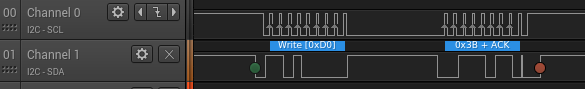 00 Channel 0
I2C - SCL
Write [0xD0] 0x3B + ACK
01 Channel 1
I2C - SDA